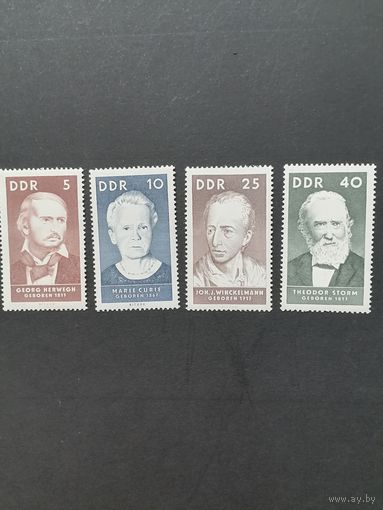 DDR 5
GEORG HERWEGH
GEBOREN 1817
DDR 10
MARIE CURIE
GEBOREN 1867
DDR 25
JOH. J. WINCKELMANN
GEBOREN 1717
DDR 40
THEODOR STORM
GEBOREN 1817
www.ay.by